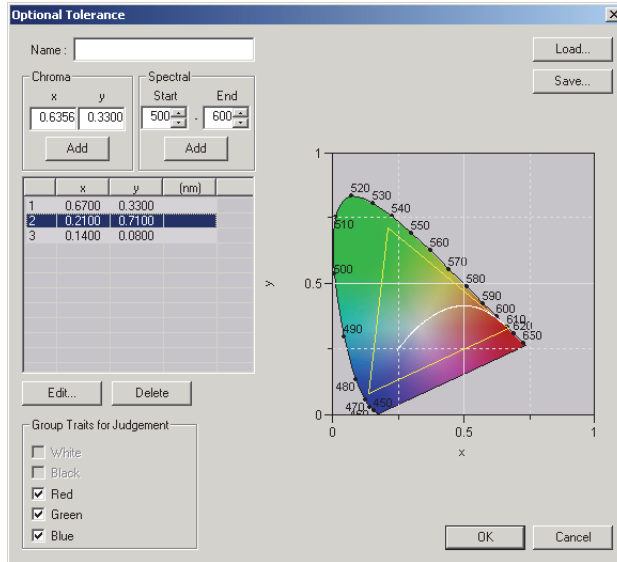 Optional Tolerance
Name :
Load...
Save...
Chroma
x y
0.6356 0.3300
Add
Spectral
Start End
500 - 600
Add
x y (nm)
1 0.6700 0.3300
2 0.2100 0.7100
3 0.1400 0.0800
Edit... Delete
Group Traits for Judgement
White
Black
Red
Green
Blue
1
0.5
0
y
0 0.5 1
x
520
530
540
550
560
570
580
590
600
610
620
630
510
500
490
480
470
450
OK Cancel